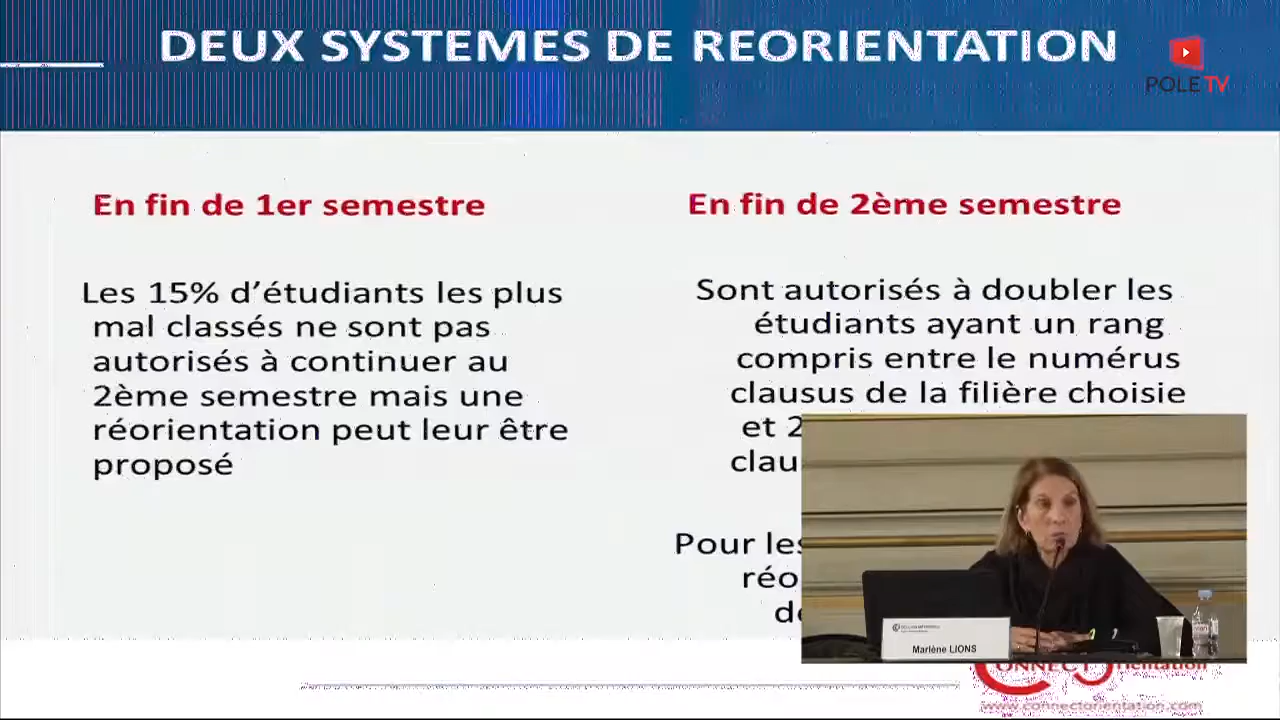 DEUX SYSTEMES DE REORIENTATION
POLE TV
En fin de 1er semestre
Les 15% d’étudiants les plus
mal classés ne sont pas
autorisés à continuer au
2ème semestre mais une
réorientation peut leur être
proposé
En fin de 2ème semestre
Sont autorisés à doubler les
étudiants ayant un rang
compris entre le numérus
clausus de la filière choisie
et 2
clau
Pour les
réo
de
Marlène LIONS
CONNECT Orientation
www.connectorientation.com